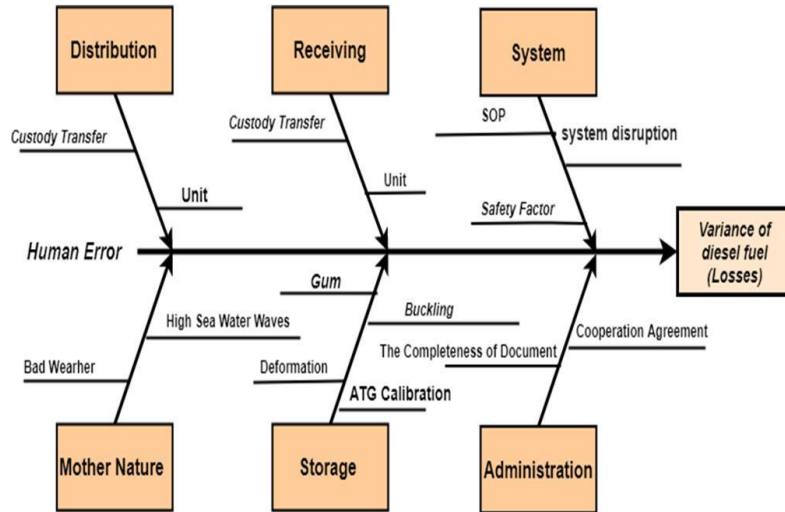 Distribution
Receiving
System
SOP
Custody Transfer
Custody Transfer
system disruption
Unit
Unit
Safety Factor
Human Error
Variance of
diesel fuel
(Losses)
Gum
High Sea Water Waves
Buckling
Cooperation Agreement
Bad Wearher
Deformation
The Completeness of Document
ATG Calibration
Mother Nature
Storage
Administration